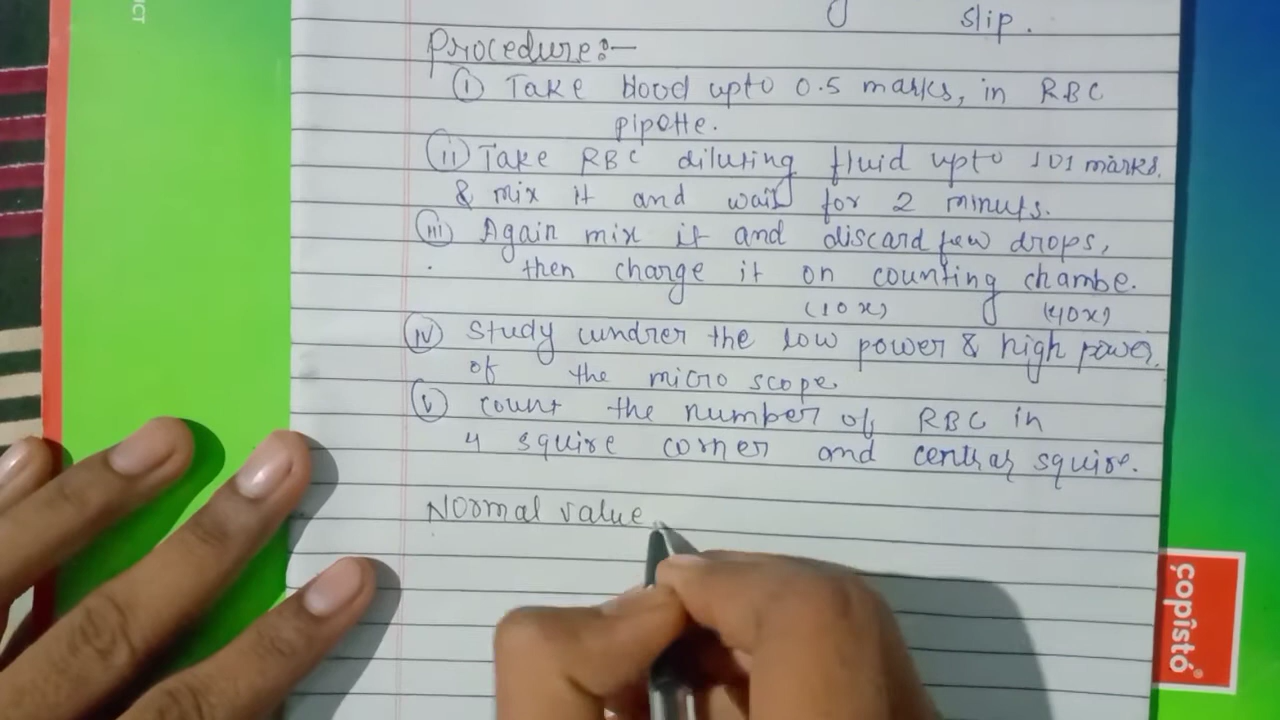 UCT
slip.
Procedure:-
(i) Take blood upto 0.5 marks, in RBC
pipette.
(ii) Take RBC diluting fluid upto 101 marks.
& mix it and wait for 2 minuts.
(iii) Again mix it and discard few drops,
then charge it on counting chambe.
(10x) (40x)
(iv) Study undrer the low power & high power.
of the micro scope.
(v) count the number of RBC in
4 squire corner and central squire.
Normal value
çopîstó